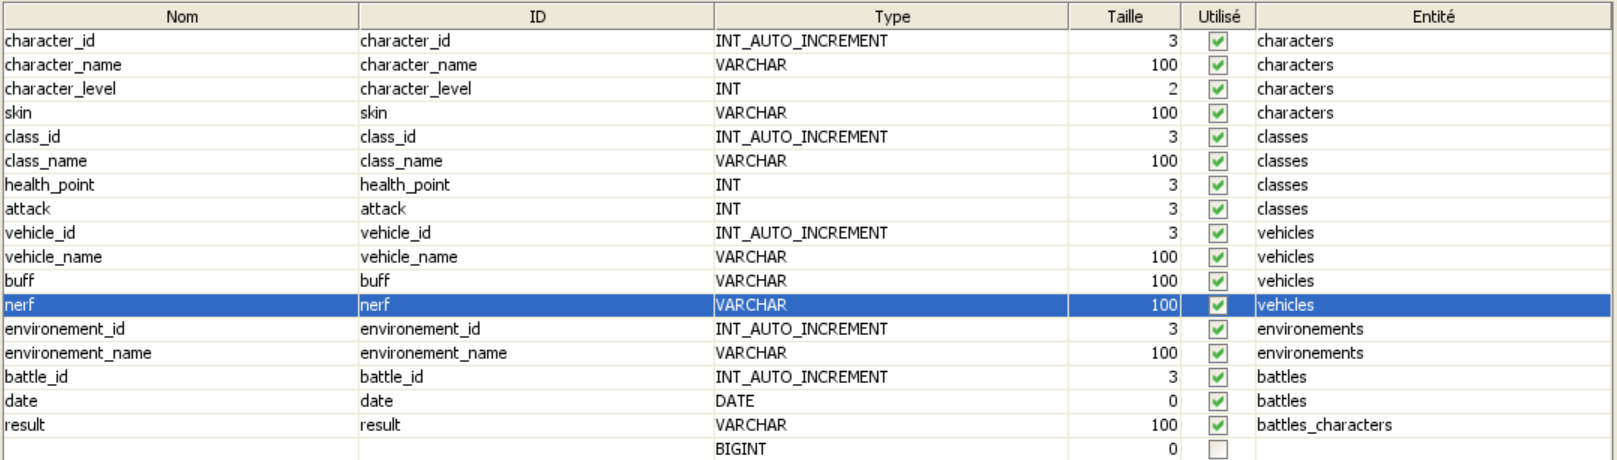 Nom ID Type Taille Utilisé Entité
character_id character_id INT_AUTO_INCREMENT 3 characters
character_name character_name VARCHAR 100 characters
character_level character_level INT 2 characters
skin skin VARCHAR 100 characters
class_id class_id INT_AUTO_INCREMENT 3 classes
class_name class_name VARCHAR 100 classes
health_point health_point INT 3 classes
attack attack INT 3 classes
vehicle_id vehicle_id INT_AUTO_INCREMENT 3 vehicles
vehicle_name vehicle_name VARCHAR 100 vehicles
buff buff VARCHAR 100 vehicles
nerf nerf VARCHAR 100 vehicles
environement_id environement_id INT_AUTO_INCREMENT 3 environements
environement_name environement_name VARCHAR 100 environements
battle_id battle_id INT_AUTO_INCREMENT 3 battles
date date DATE 0 battles
result result VARCHAR 100 battles_characters
BIGINT 0